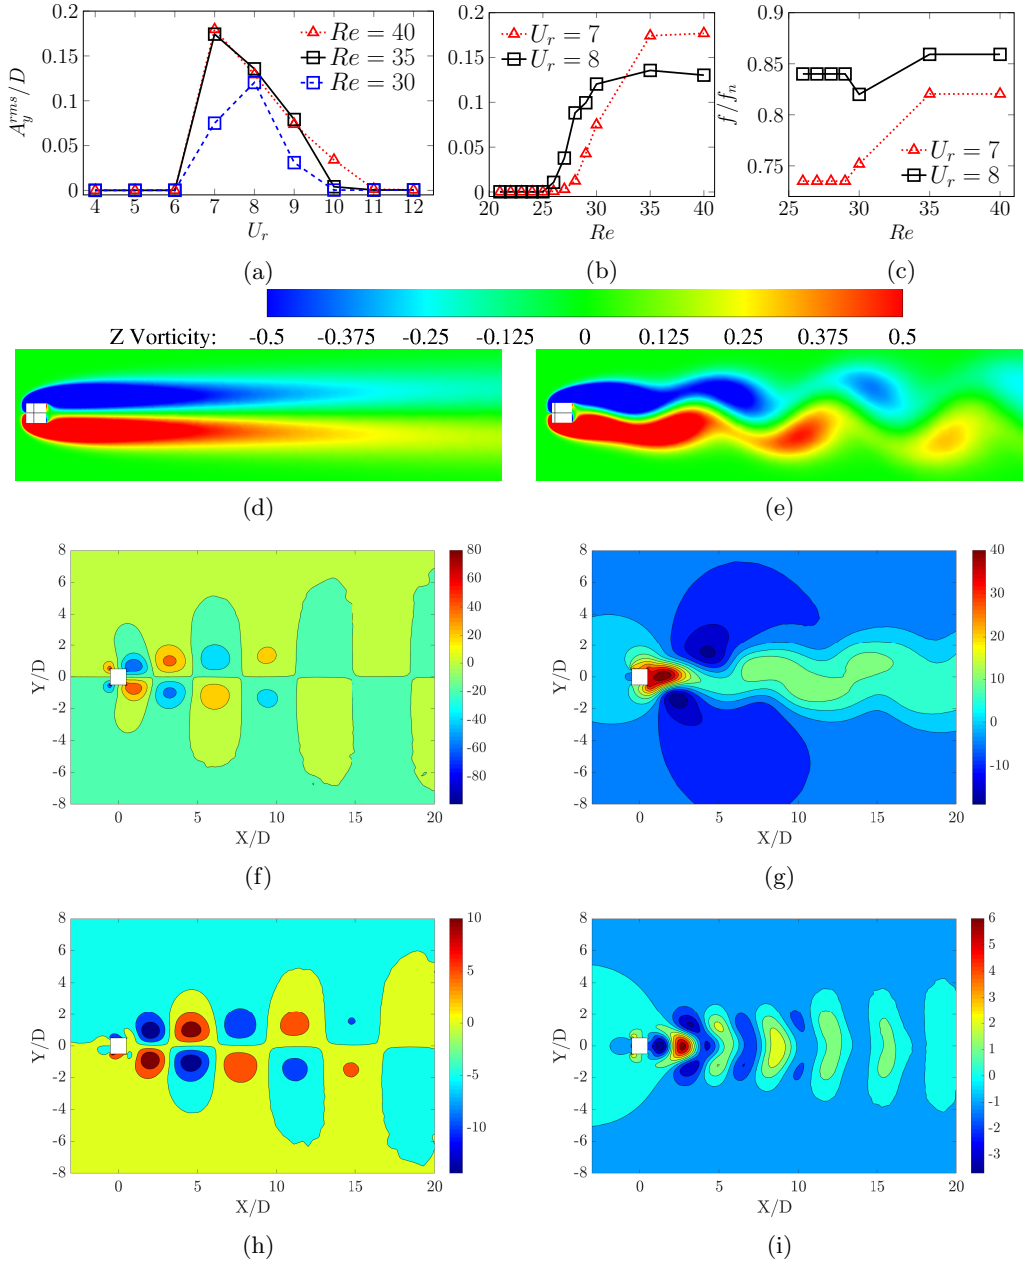 0.2
0.15
0.1
0.05
0
A_y^{rms}/D
Re = 40
Re = 35
Re = 30
4 5 6 7 8 9 10 11 12
U_r
(a)
0.2
0.15
0.1
0.05
0
U_r = 7
U_r = 8
20 25 30 35 40
Re
(b)
0.9
0.85
0.75
f/f_n
U_r = 7
U_r = 8
25 30 35 40
Re
(c)
Z Vorticity: -0.5 -0.375 -0.25 -0.125 0 0.125 0.25 0.375 0.5
(d)
(e)
8
6
4
2
0
-2
-4
-6
-8
Y/D
0 5 10 15 20
X/D
80
60
40
20
0
-20
-40
-60
-80
(f)
8
6
4
2
0
-2
-4
-6
-8
Y/D
0 5 10 15 20
X/D
40
30
20
10
0
-10
(g)
8
6
4
2
0
-2
-4
-6
-8
Y/D
0 5 10 15 20
X/D
10
5
0
-5
-10
(h)
8
6
4
2
0
-2
-4
-6
-8
Y/D
0 5 10 15 20
X/D
6
5
4
3
2
1
0
-1
-2
-3
(i)